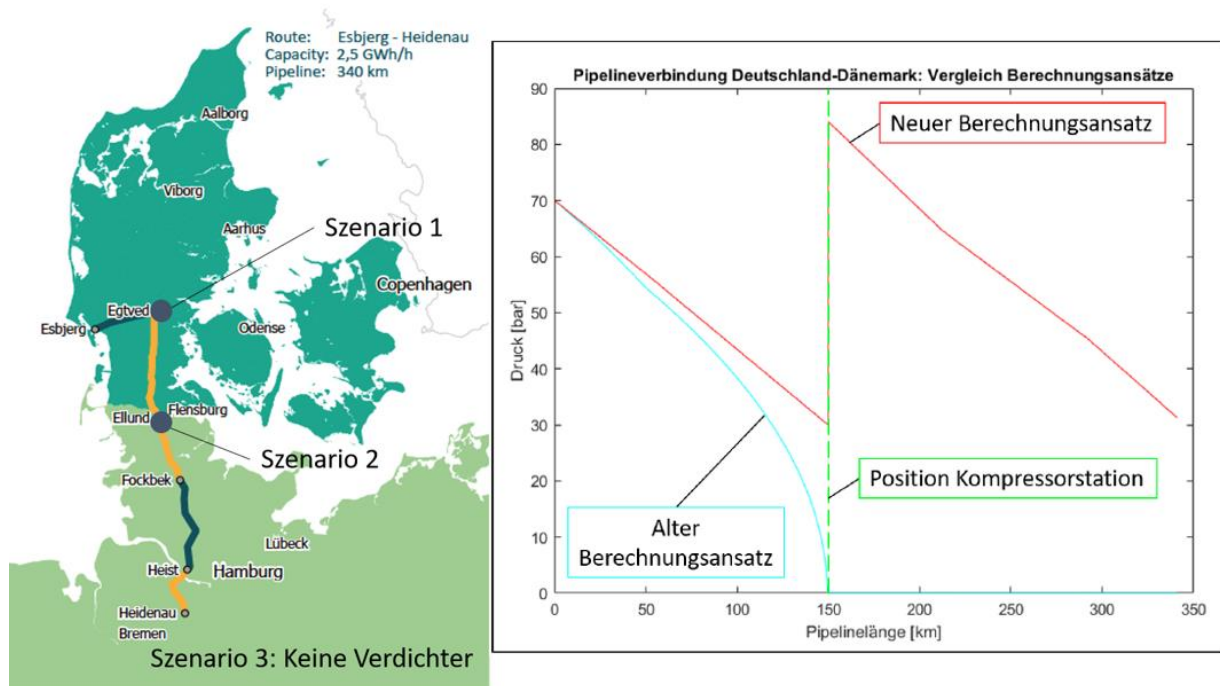 Route: Esbjerg - Heidenau
Capacity: 2,5 GWh/h
Pipeline: 340 km
Aalborg
Viborg
Aarhus
Szenario 1
Copenhagen
Egtved
Esbjerg
Odense
Ellund
Flensburg
Szenario 2
Fockbek
Lübeck
Heist
Hamburg
Heidenau
Bremen
Szenario 3: Keine Verdichter
Pipelineverbindung Deutschland-Dänemark: Vergleich Berechnungsansätze
Druck [bar]
90
80
70
60
50
40
30
20
10
0
Neuer Berechnungsansatz
Position Kompressorstation
Alter
Berechnungsansatz
0
50
100
150
200
250
300
350
Pipelinelänge [km]